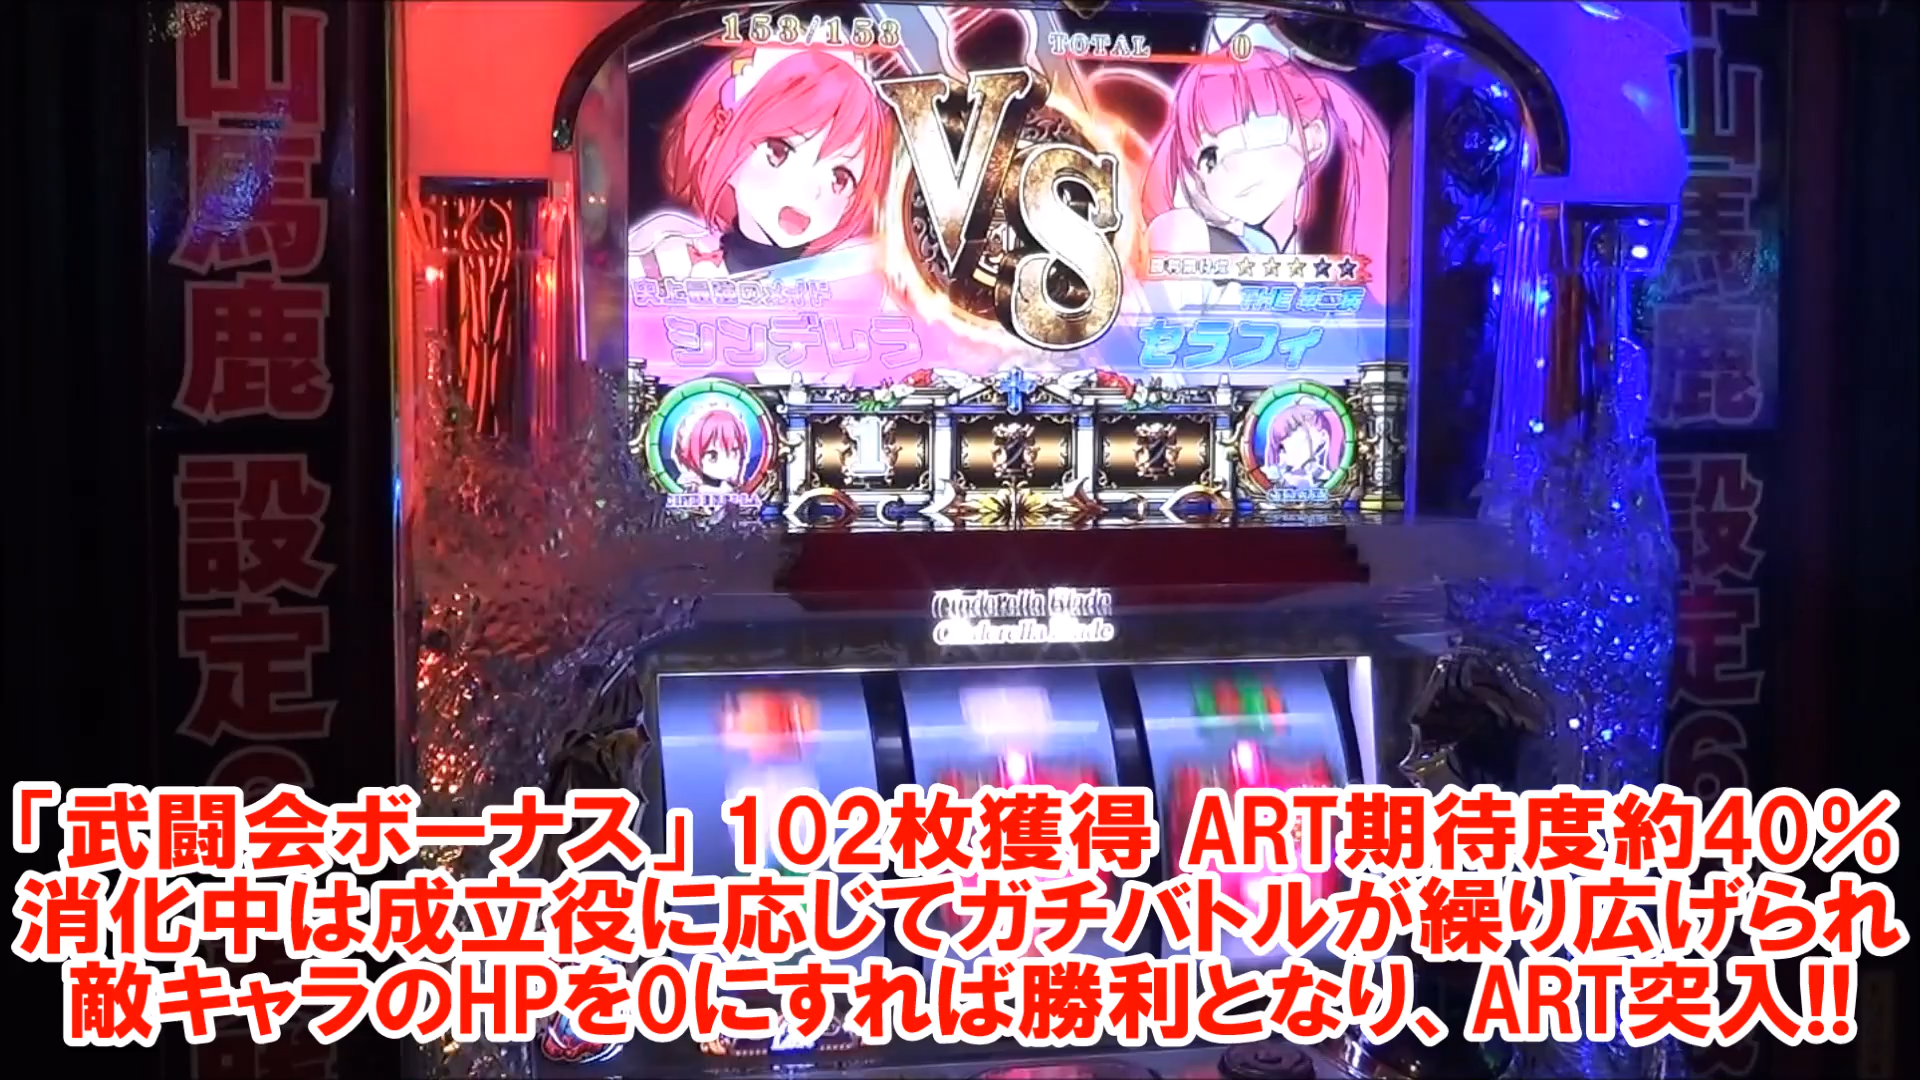 153/153
TOTAL 0
VS
史上最強のメイド
シンデレラ
セラフィ
1
Cinderella Blade
山馬鹿 設定
山馬鹿 設定6
「武闘会ボーナス」102枚獲得 ART期待度約40%
消化中は成立役に応じてガチバトルが繰り広げられ
敵キャラのHPを0にすれば勝利となり、ART突入!!